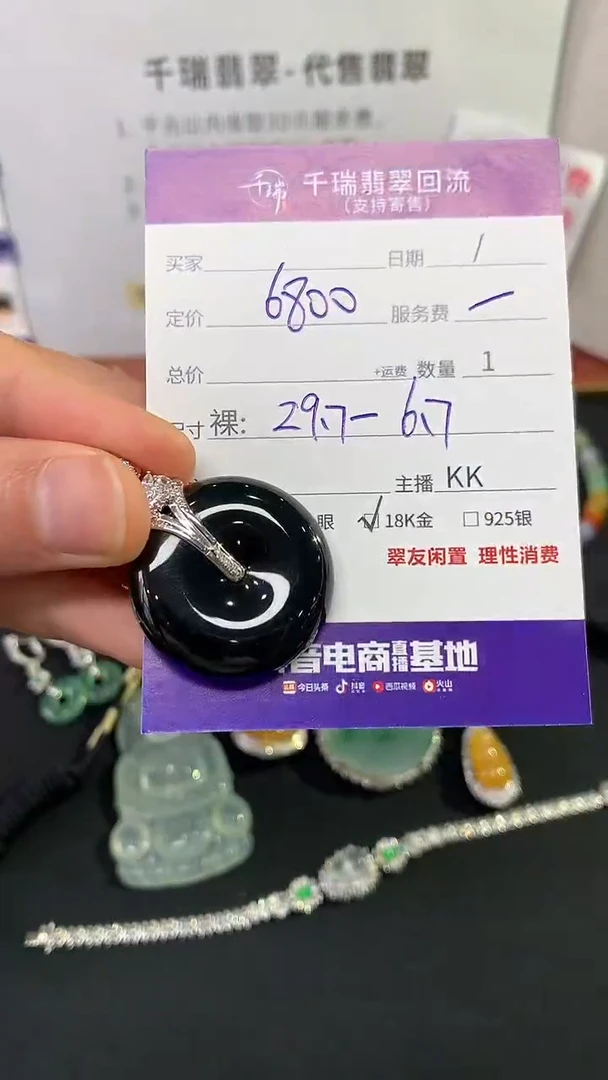 千瑞翡翠-代售翡翠
千瑞 千瑞翡翠回流
(支持寄售)
买家 日期 /
定价 6800 服务费 —
总价 +运费 数量 1
尺寸 裸: 29.7- 6.7
主播 KK
眼 ☑ 18K金 □ 925银
翠友闲置 理性消费
音电商直播基地
今日头条 抖音 西瓜视频 火山